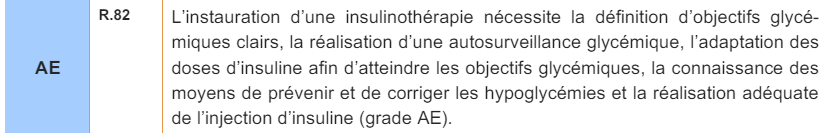 AE
R.82
L’instauration d’une insulinothérapie nécessite la définition d’objectifs glycé-
miques clairs, la réalisation d’une autosurveillance glycémique, l’adaptation des
doses d’insuline afin d’atteindre les objectifs glycémiques, la connaissance des
moyens de prévenir et de corriger les hypoglycémies et la réalisation adéquate
de l’injection d’insuline (grade AE).